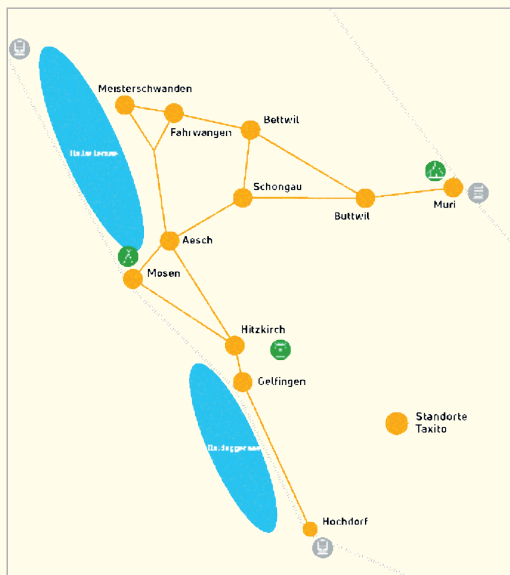 Meisterschwanden
Fahrwangen
Bettwil
Schongau
Buttwil
Muri
Aesch
Mosen
Hitzkirch
Gelfingen
Standorte
Taxito
Hochdorf